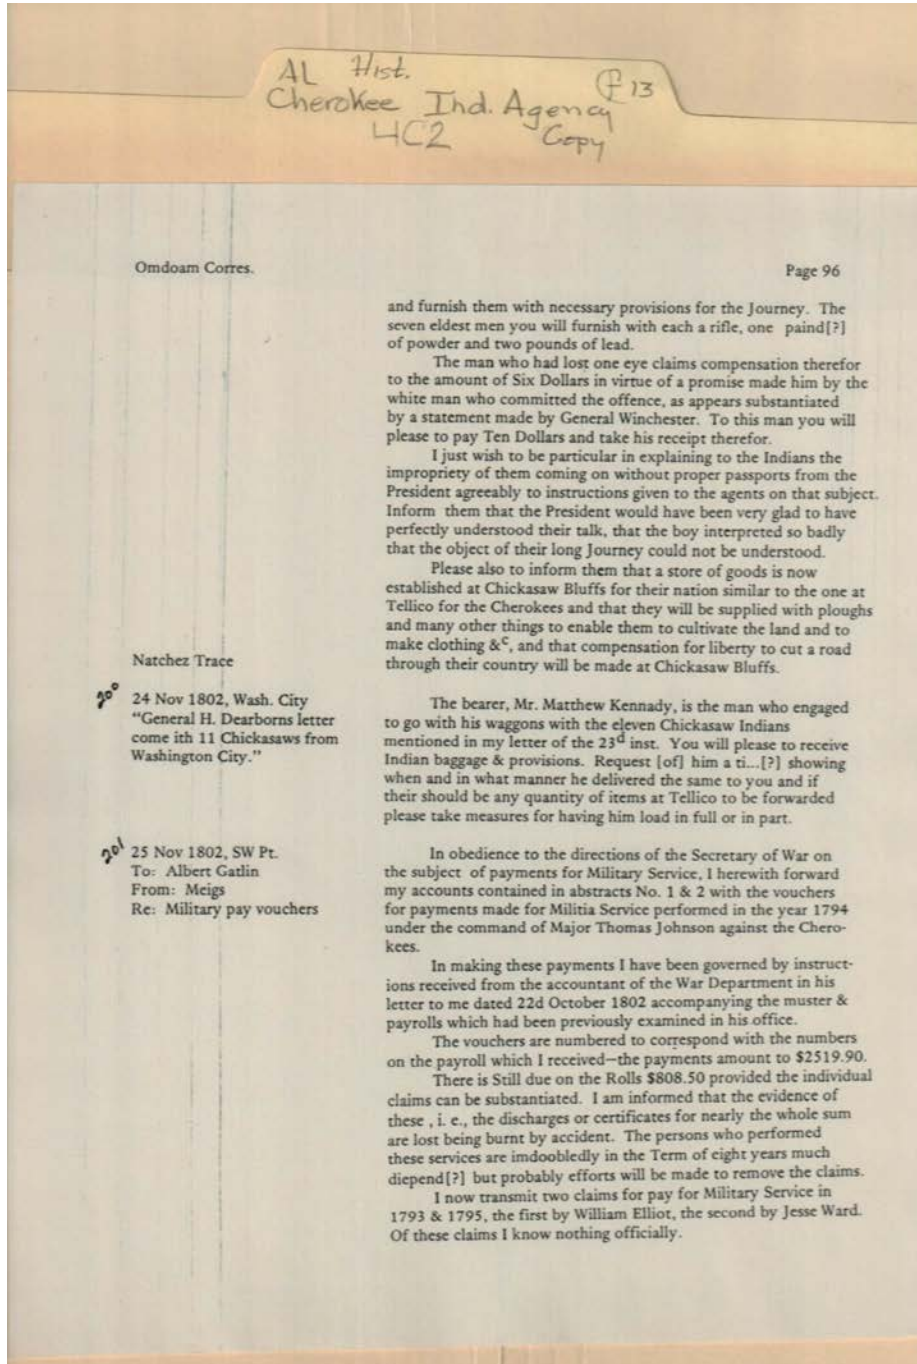 AL Hist.
Cherokee Ind. Agency
F 13
4C2 Copy
Omdoam Corres.
Page 96
and furnish them with necessary provisions for the Journey. The
seven eldest men you will furnish with each a rifle, one paind[?]
of powder and two pounds of lead.
The man who had lost one eye claims compensation therefor
to the amount of Six Dollars in virtue of a promise made him by the
white man who committed the offence, as appears substantiated
by a statement made by General Winchester. To this man you will
please to pay Ten Dollars and take his receipt therefor.
I just wish to be particular in explaining to the Indians the
impropriety of them coming on without proper passports from the
President agreeably to instructions given to the agents on that subject.
Inform them that the President would have been very glad to have
perfectly understood their talk, that the boy interpreted so badly
that the object of their long Journey could not be understood.
Please also to inform them that a store of goods is now
established at Chickasaw Bluffs for their nation similar to the one at
Tellico for the Cherokees and that they will be supplied with ploughs
and many other things to enable them to cultivate the land and to
make clothing &c, and that compensation for liberty to cut a road
through their country will be made at Chickasaw Bluffs.
Natchez Trace
200
24 Nov 1802, Wash. City
"General H. Dearborns letter
come ith 11 Chickasaws from
Washington City."
The bearer, Mr. Matthew Kennady, is the man who engaged
to go with his waggons with the eleven Chickasaw Indians
mentioned in my letter of the 23d inst. You will please to receive
Indian baggage & provisions. Request [of] him a ti...[?] showing
when and in what manner he delivered the same to you and if
their should be any quantity of items at Tellico to be forwarded
please take measures for having him load in full or in part.
201
25 Nov 1802, SW Pt.
To: Albert Gatlin
From: Meigs
Re: Military pay vouchers
In obedience to the directions of the Secretary of War on
the subject of payments for Military Service, I herewith forward
my accounts contained in abstracts No. 1 & 2 with the vouchers
for payments made for Militia Service performed in the year 1794
under the command of Major Thomas Johnson against the Chero-
kees.
In making these payments I have been governed by instruct-
ions received from the accountant of the War Department in his
letter to me dated 22d October 1802 accompanying the muster &
payrolls which had been previously examined in his office.
The vouchers are numbered to correspond with the numbers
on the payroll which I received—the payments amount to $2519.90.
There is Still due on the Rolls $808.50 provided the individual
claims can be substantiated. I am informed that the evidence of
these , i. e., the discharges or certificates for nearly the whole sum
are lost being burnt by accident. The persons who performed
these services are imdoobledly in the Term of eight years much
diepend[?] but probably efforts will be made to remove the claims.
I now transmit two claims for pay for Military Service in
1793 & 1795, the first by William Elliot, the second by Jesse Ward.
Of these claims I know nothing officially.